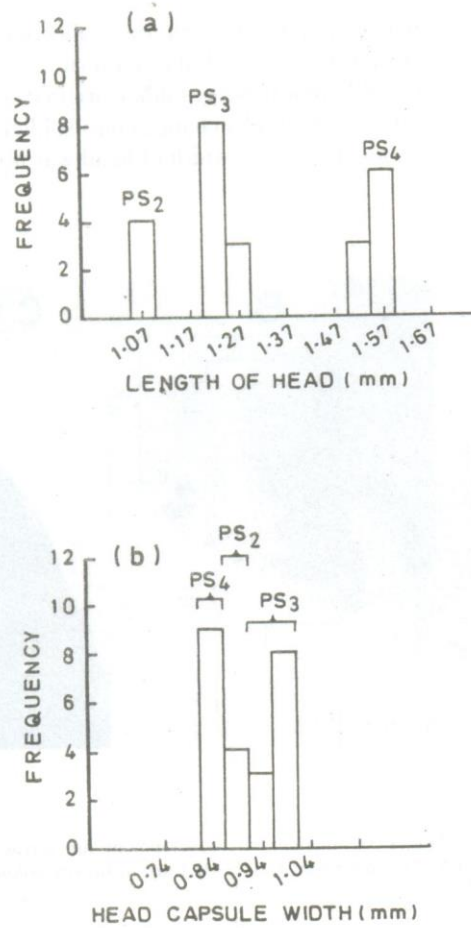 (a)
12
10
8
6
4
2
0
FREQUENCY
PS2
PS3
PS4
1·07
1·17
1·27
1·37
1·47
1·57
1·67
LENGTH OF HEAD (mm)
(b)
12
10
8
6
4
2
0
FREQUENCY
PS2
PS4
PS3
0·74
0·84
0·94
1·04
HEAD CAPSULE WIDTH (mm)